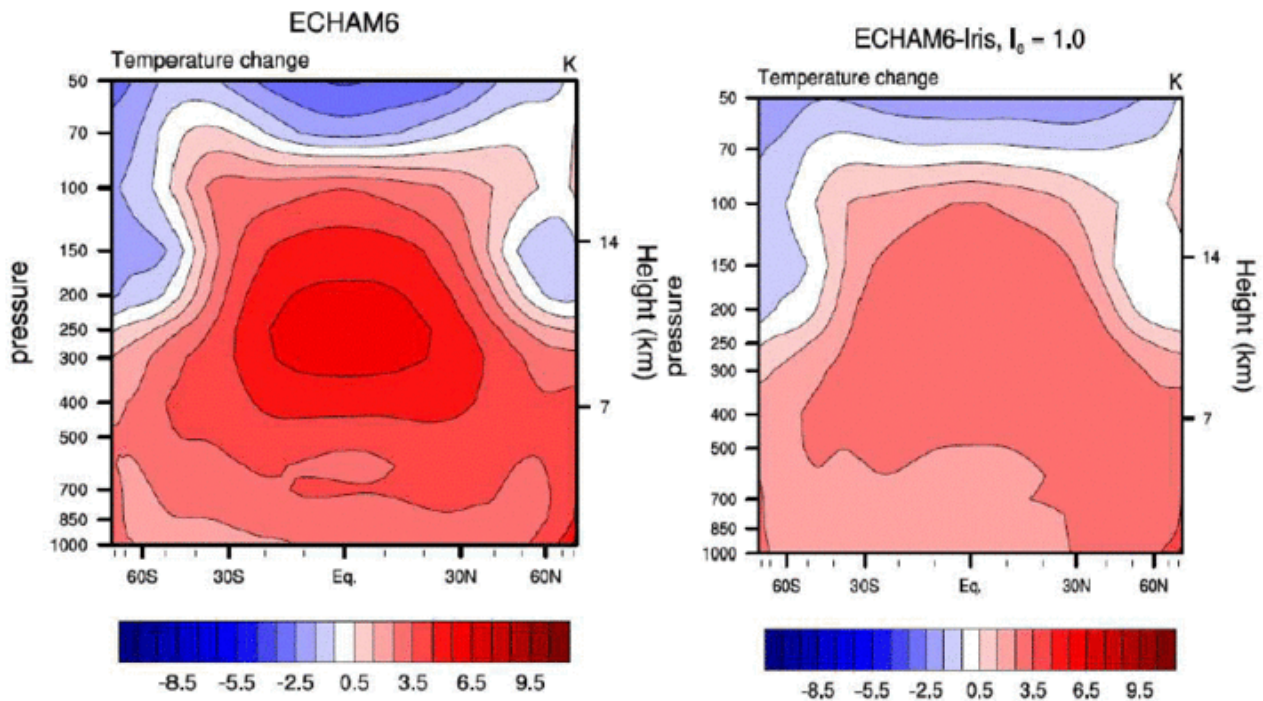 ECHAM6
Temperature change K
50
70
100
150
200
250
300
400
500
700
850
1000
pressure
14
7
Height (km)
60S 30S Eq. 30N 60N
-8.5 -5.5 -2.5 0.5 3.5 6.5 9.5
ECHAM6-Iris, I₀ = 1.0
Temperature change K
50
70
100
150
200
250
300
400
500
700
850
1000
pressure
14
7
Height (km)
60S 30S Eq. 30N 60N
-8.5 -5.5 -2.5 0.5 3.5 6.5 9.5